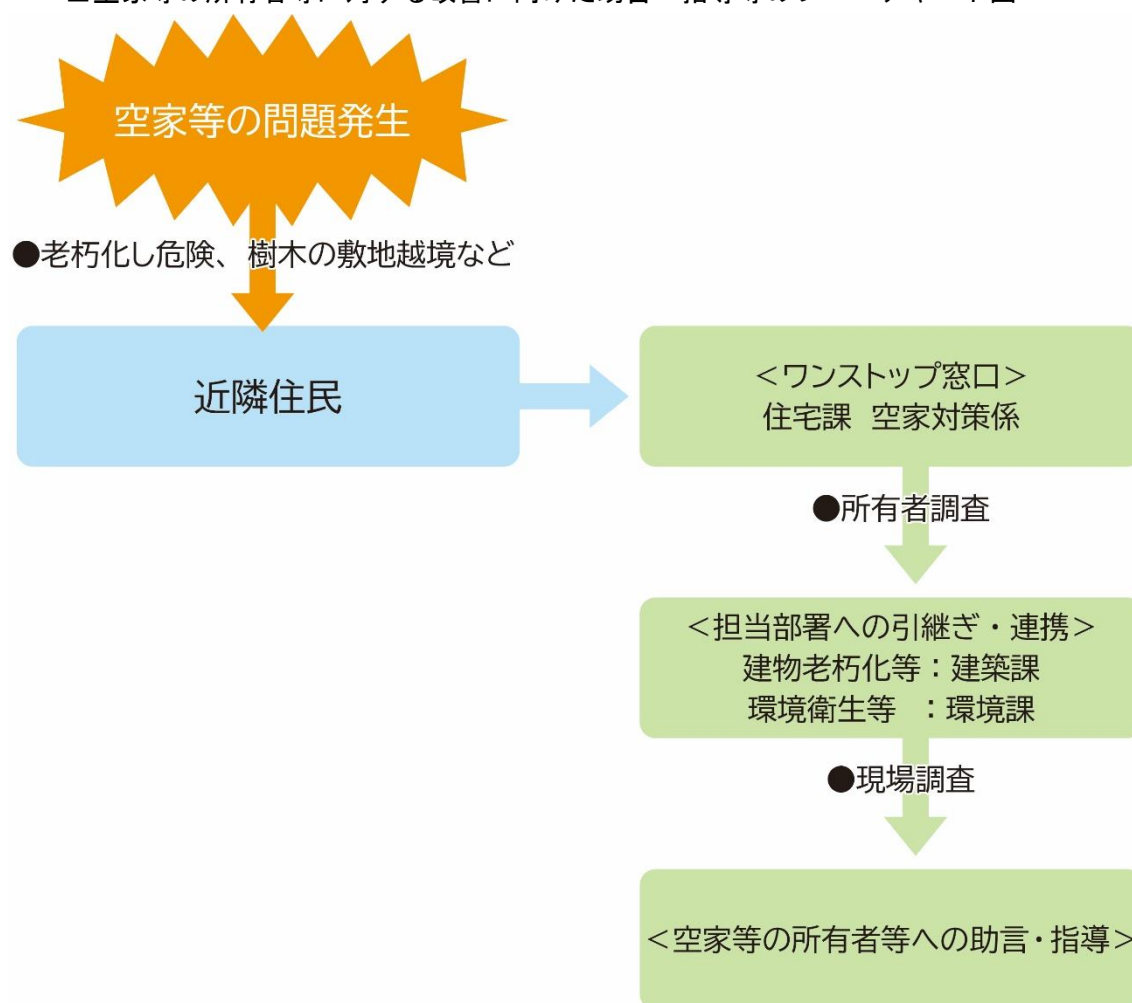 空家等の問題発生
●老朽化し危険、樹木の敷地越境など
近隣住民
＜ワンストップ窓口＞
住宅課 空家対策係
●所有者調査
＜担当部署への引継ぎ・連携＞
建物老朽化等：建築課
環境衛生等 ：環境課
●現場調査
＜空家等の所有者等への助言・指導＞